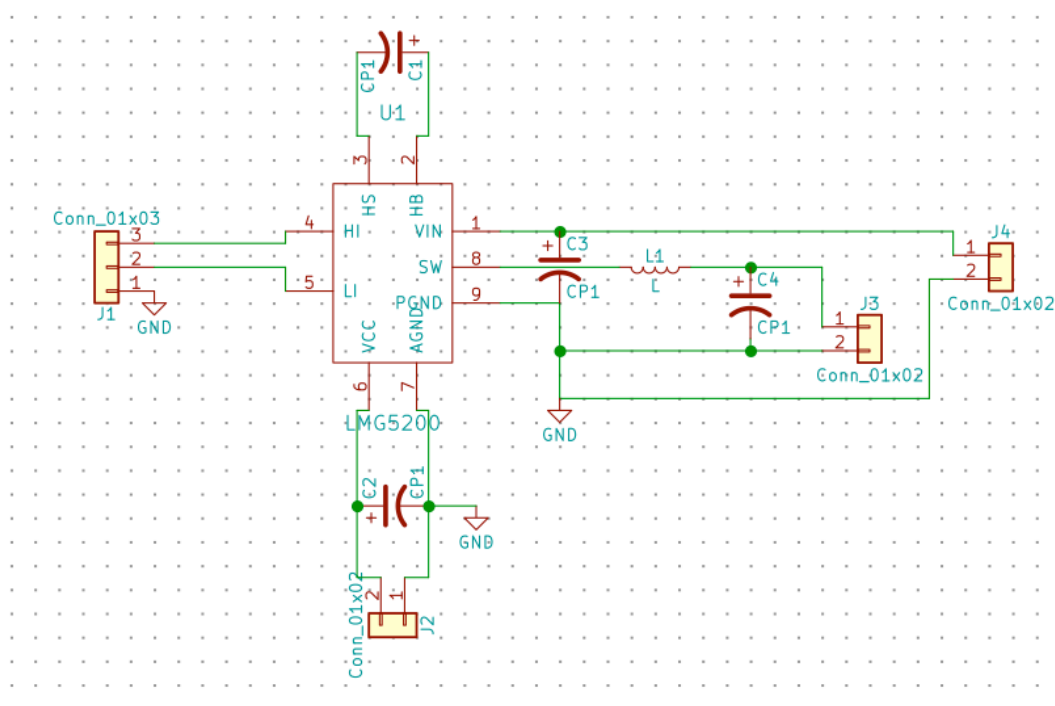 +
CP1
C1
U1
3
2
HS
HB
Conn_01x03
3
2
1
J1
GND
4
HI
5
LI
VIN
1
SW
8
PGND
9
VCC
AGND
6
7
LMG5200
+
C3
CP1
L1
L
+
C4
CP1
J4
1
2
Conn_01x02
J3
1
2
Conn_01x02
GND
C2
CP1
+
GND
Conn_01x02
2
1
J2